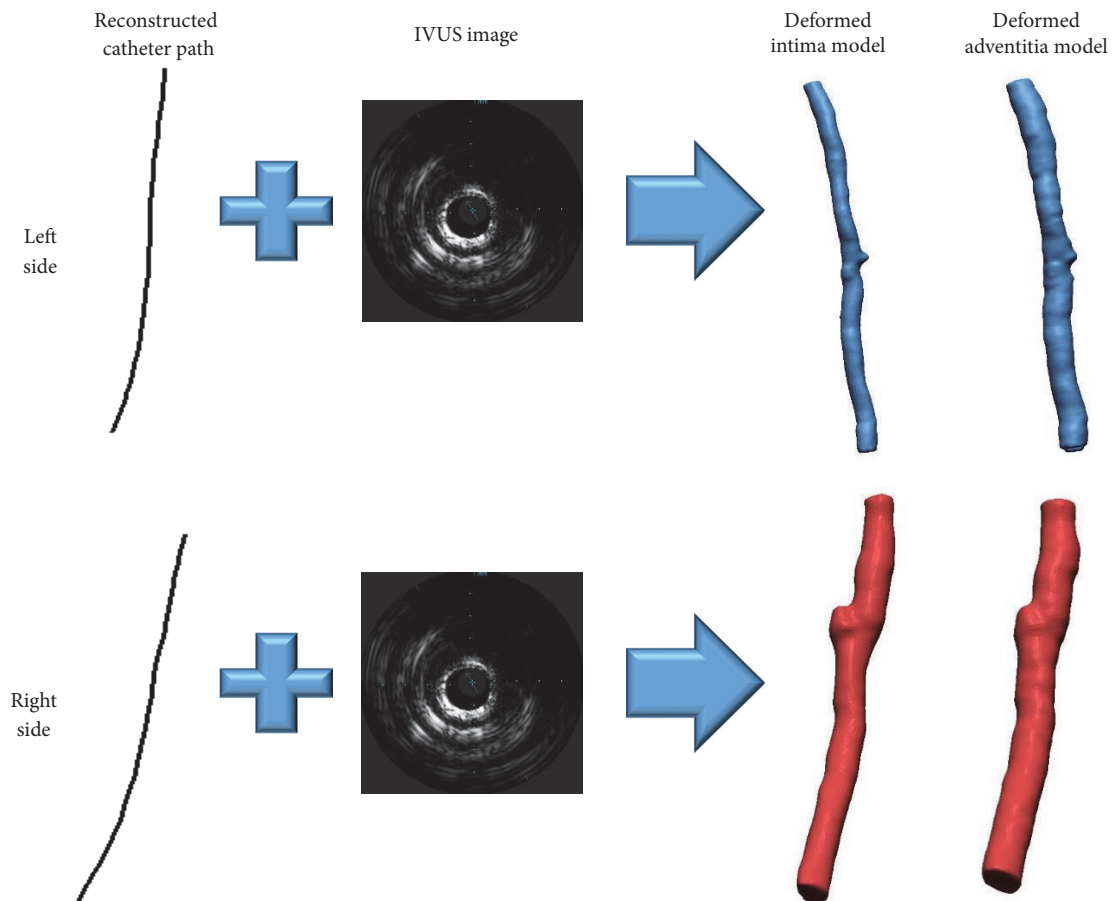 Reconstructed
catheter path
IVUS image
Deformed
intima model
Deformed
adventitia model
Left
side
Right
side